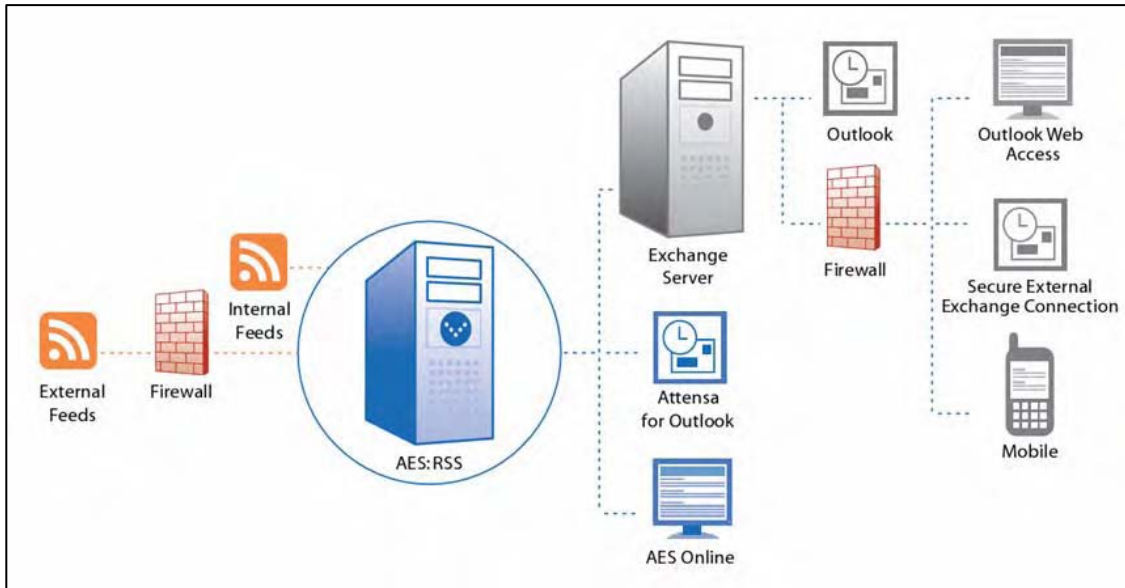 External
Feeds
Firewall
Internal
Feeds
AES:RSS
Exchange
Server
Attensa
for Outlook
AES Online
Outlook
Firewall
Outlook Web
Access
Secure External
Exchange Connection
Mobile